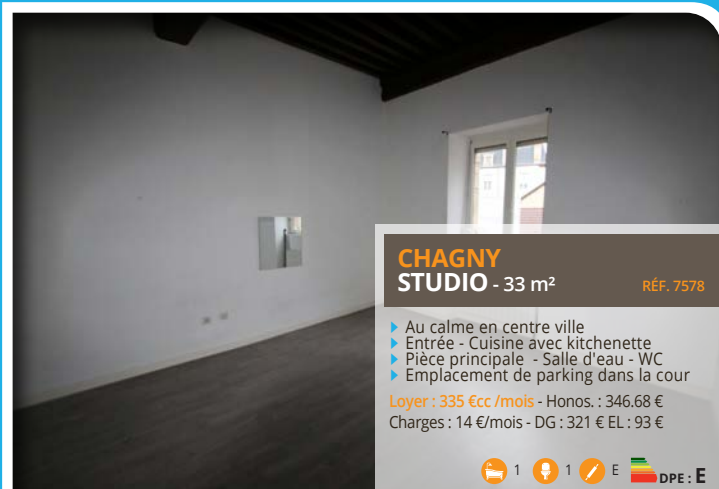 CHAGNY
STUDIO - 33 m² RÉF. 7578
Au calme en centre ville
Entrée - Cuisine avec kitchenette
Pièce principale - Salle d'eau - WC
Emplacement de parking dans la cour
Loyer : 335 €cc /mois - Honos. : 346.68 €
Charges : 14 €/mois - DG : 321 € EL : 93 €
1 1 E DPE : E